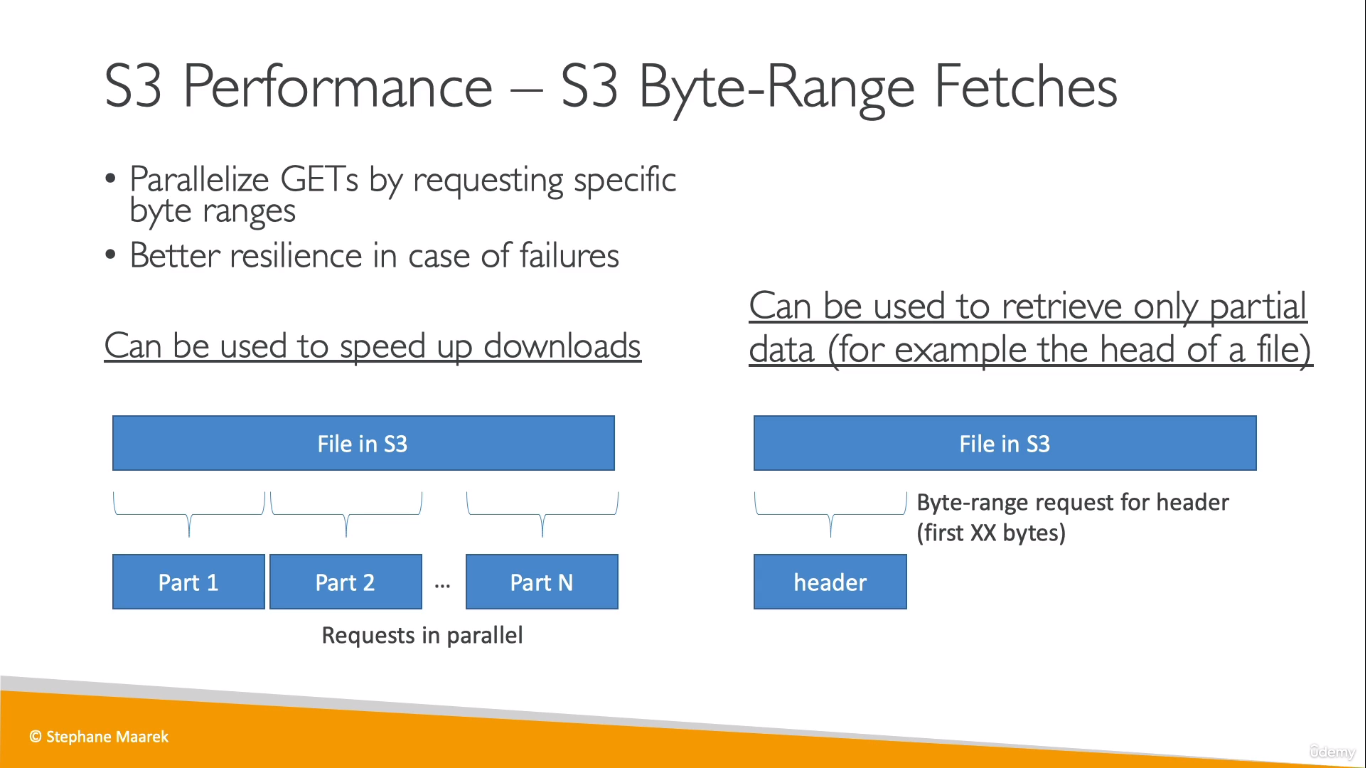 S3 Performance – S3 Byte-Range Fetches
• Parallelize GETs by requesting specific
byte ranges
• Better resilience in case of failures
Can be used to speed up downloads
File in S3
Part 1
Part 2
...
Part N
Requests in parallel
Can be used to retrieve only partial
data (for example the head of a file)
File in S3
Byte-range request for header
(first XX bytes)
header
© Stephane Maarek
Udemy